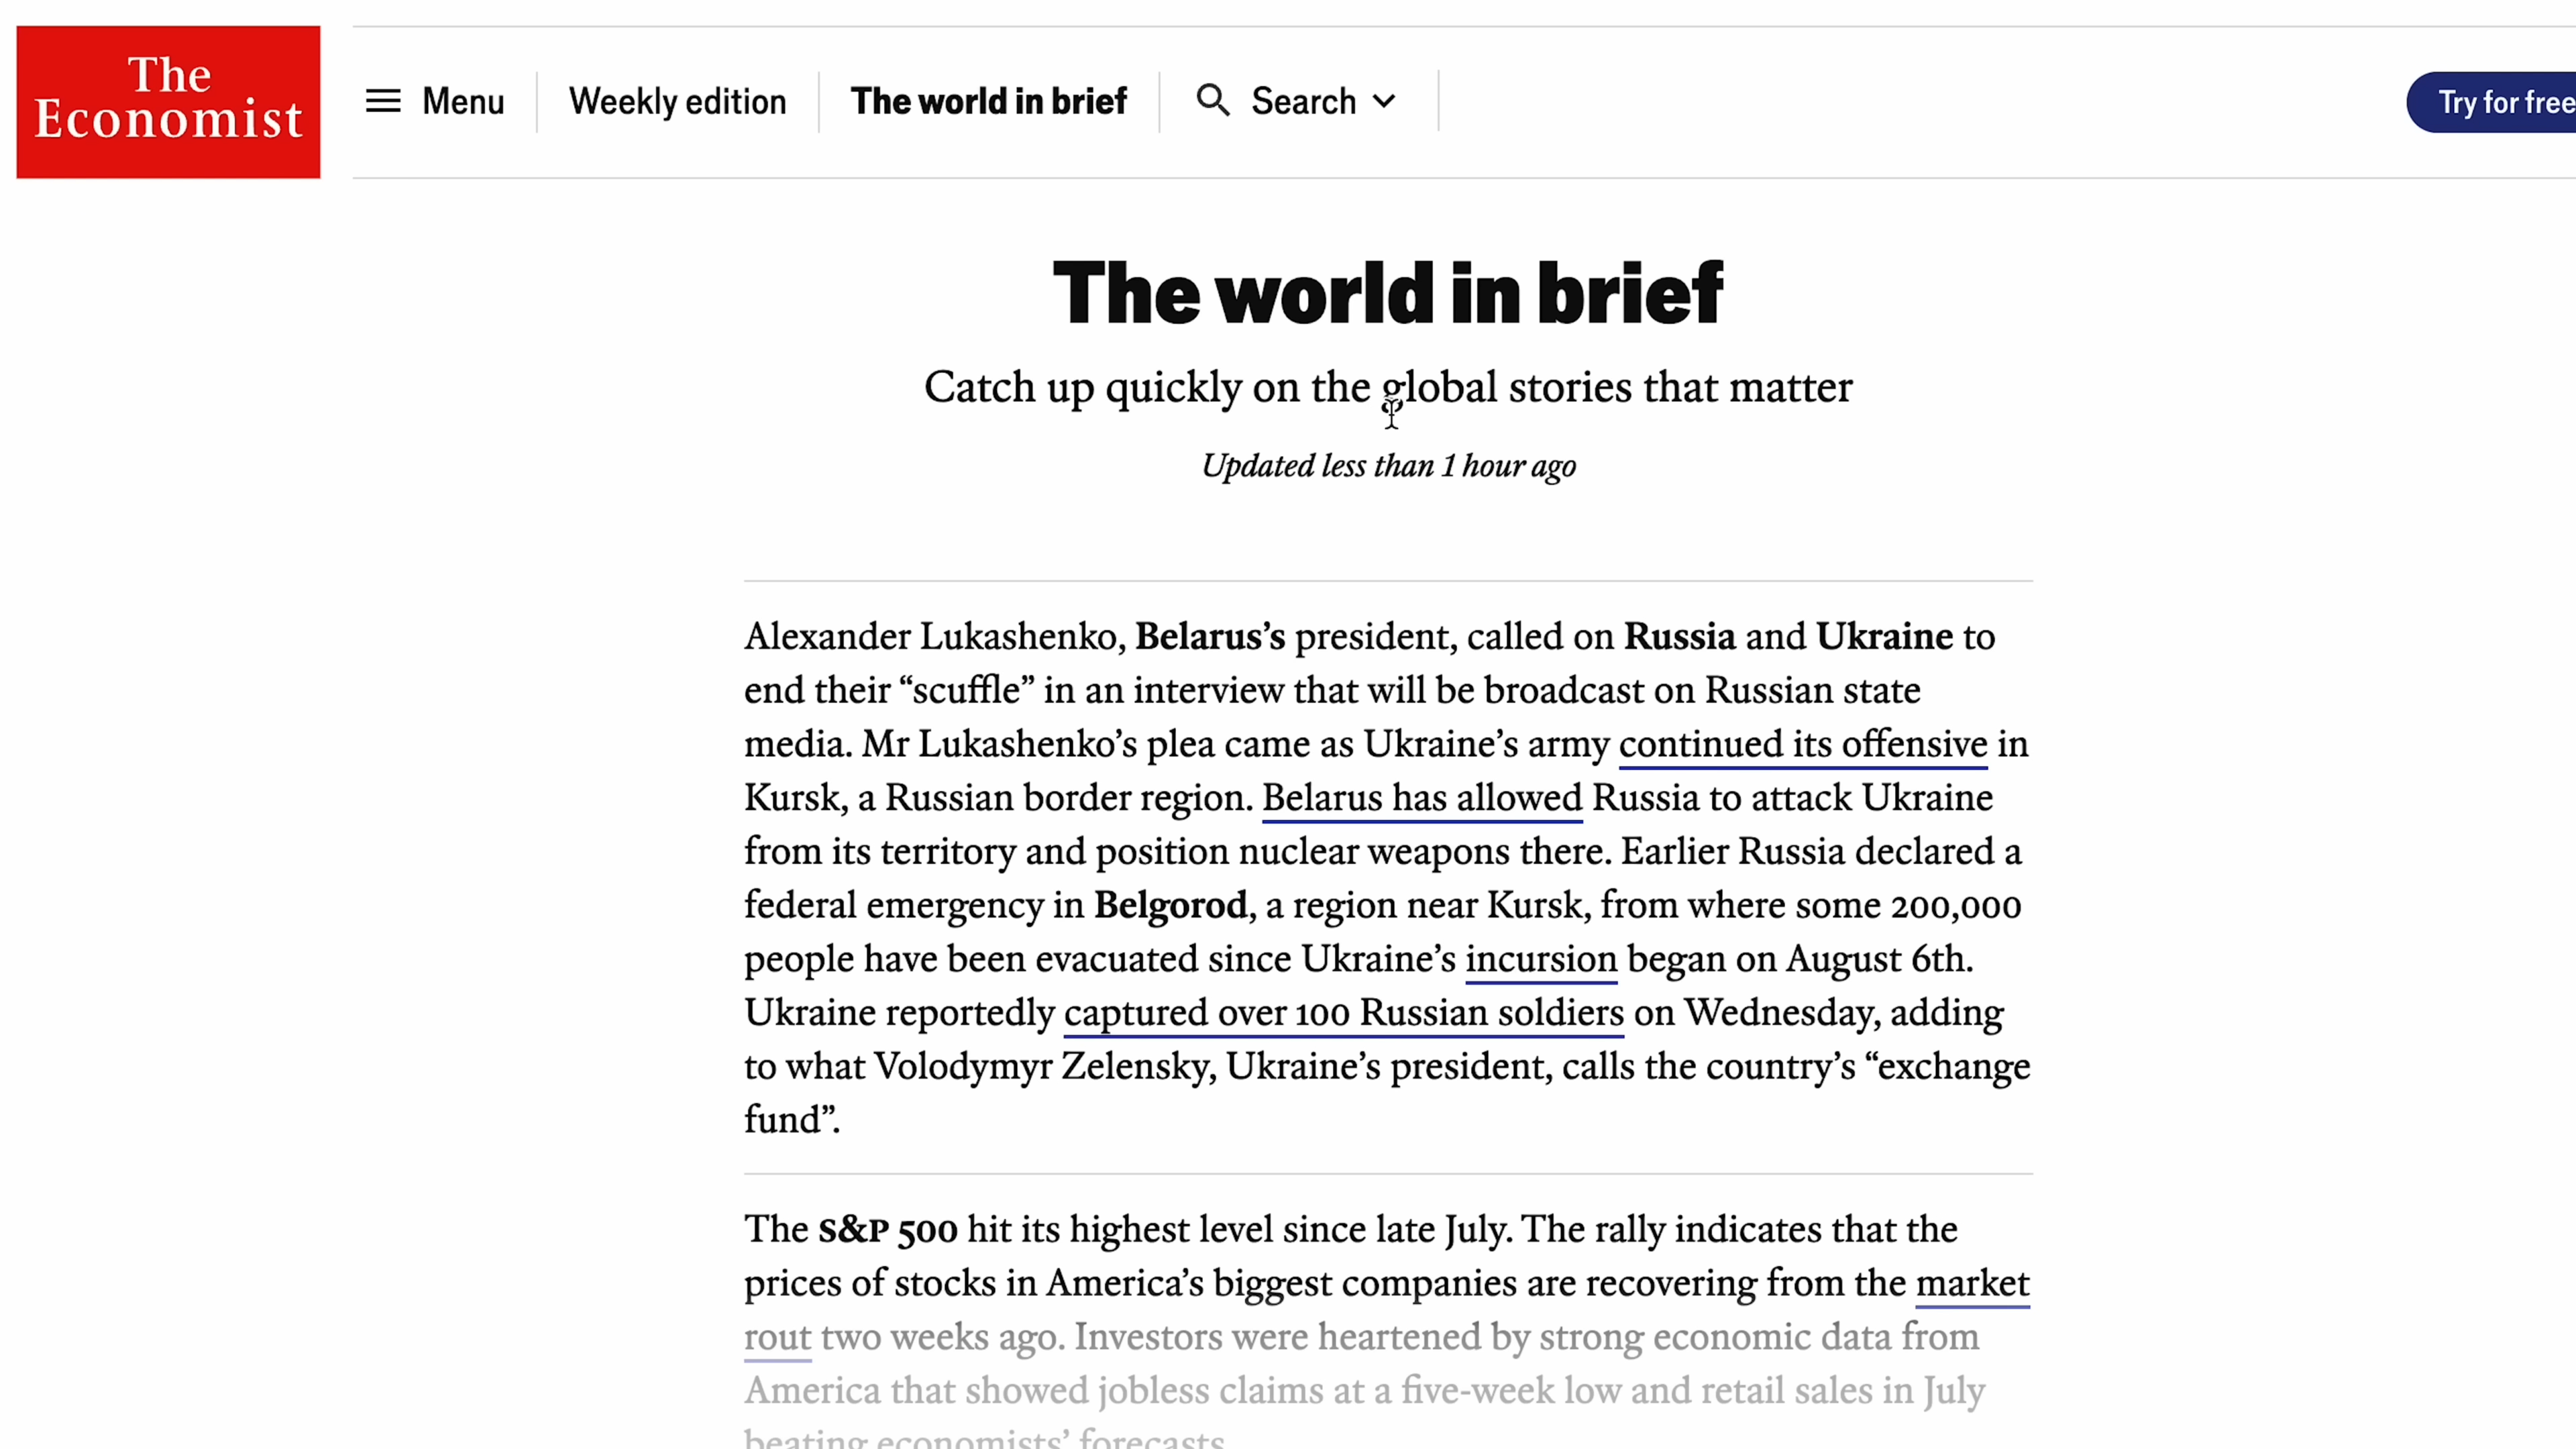 The
Economist
Menu
Weekly edition
The world in brief
Search
Try for free
The world in brief
Catch up quickly on the global stories that matter
Updated less than 1 hour ago
Alexander Lukashenko, Belarus’s president, called on Russia and Ukraine to
end their “scuffle” in an interview that will be broadcast on Russian state
media. Mr Lukashenko’s plea came as Ukraine’s army continued its offensive in
Kursk, a Russian border region. Belarus has allowed Russia to attack Ukraine
from its territory and position nuclear weapons there. Earlier Russia declared a
federal emergency in Belgorod, a region near Kursk, from where some 200,000
people have been evacuated since Ukraine’s incursion began on August 6th.
Ukraine reportedly captured over 100 Russian soldiers on Wednesday, adding
to what Volodymyr Zelensky, Ukraine’s president, calls the country’s “exchange
fund”.
The S&P 500 hit its highest level since late July. The rally indicates that the
prices of stocks in America’s biggest companies are recovering from the market
rout two weeks ago. Investors were heartened by strong economic data from
America that showed jobless claims at a five-week low and retail sales in July
beating economists’ forecasts.